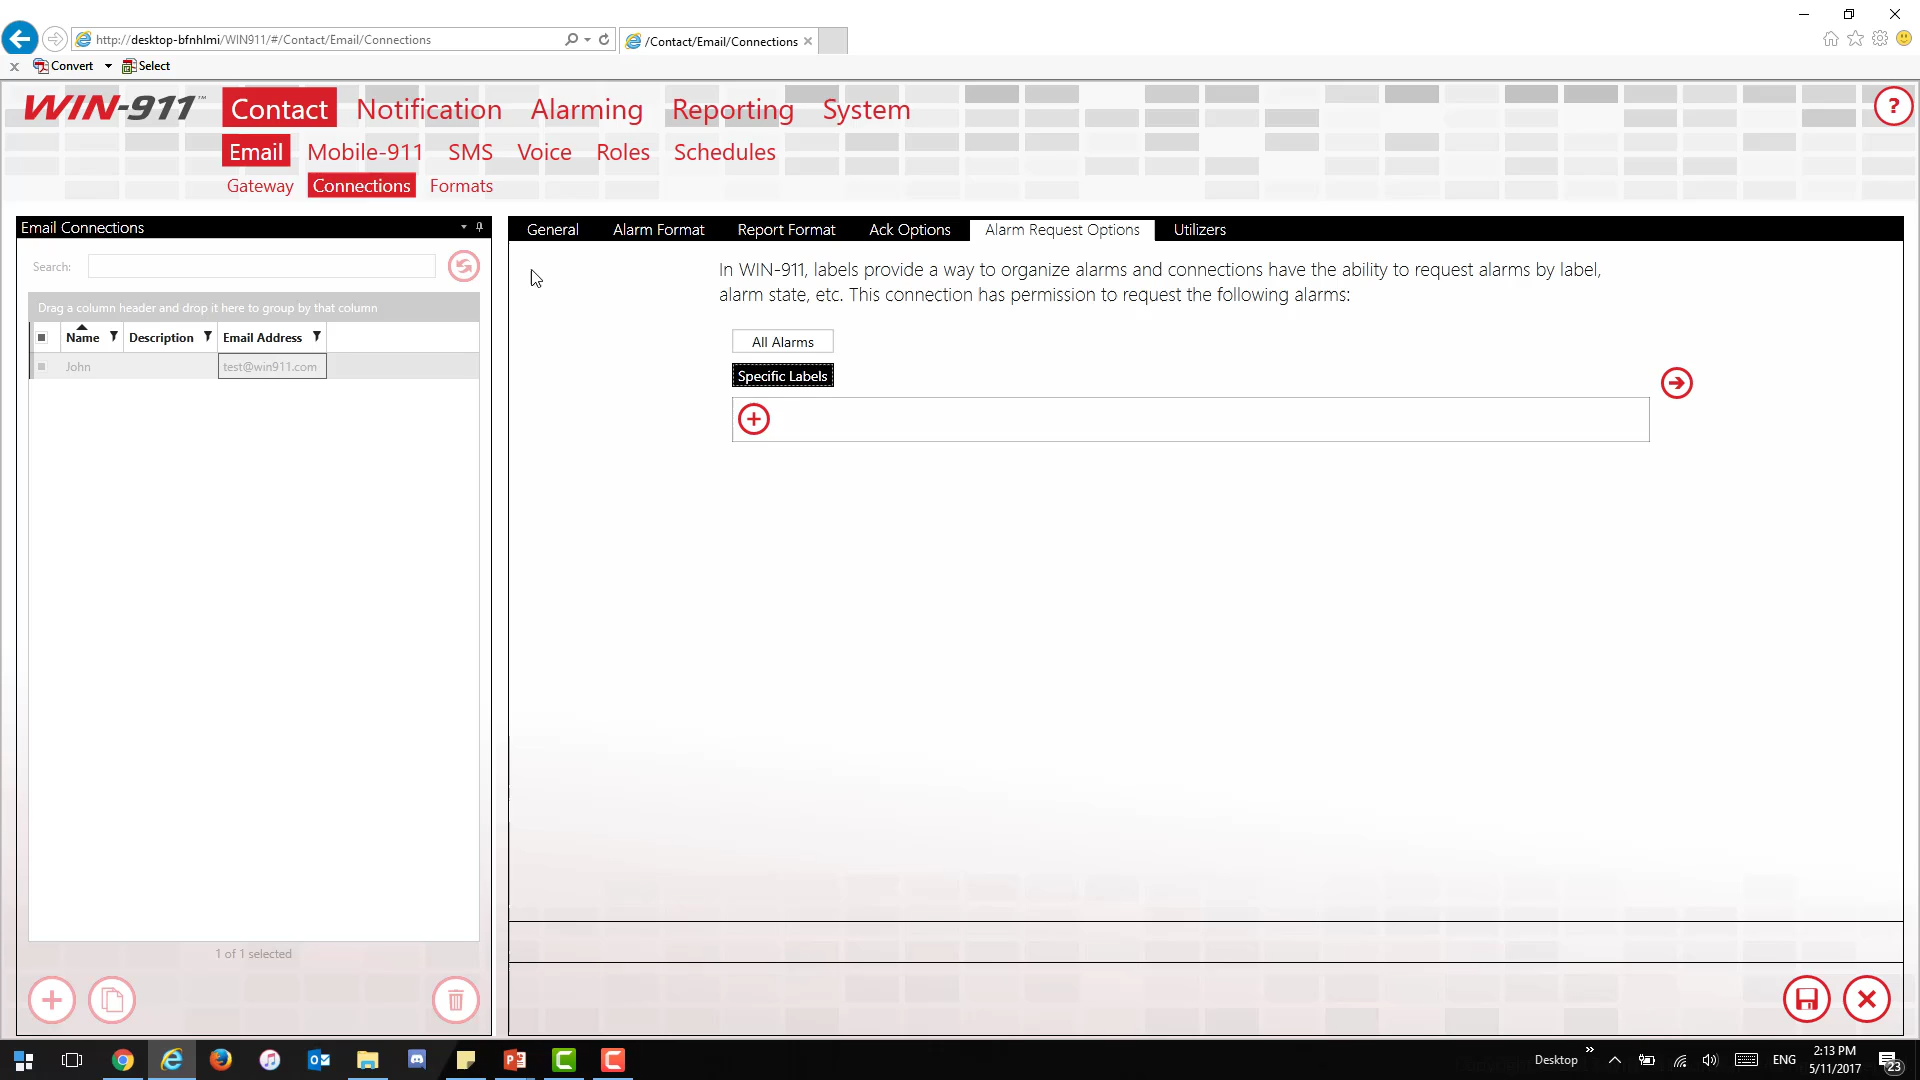 http://desktop-bfnhlmi/WIN911/#/Contact/Email/Connections
/Contact/Email/Connections
x Convert Select
WIN-911™ Contact Notification Alarming Reporting System ?
Email Mobile-911 SMS Voice Roles Schedules
Gateway Connections Formats
Email Connections
Search:
Drag a column header and drop it here to group by that column
Name Description Email Address
John test@win911.com
1 of 1 selected
General Alarm Format Report Format Ack Options Alarm Request Options Utilizers
In WIN-911, labels provide a way to organize alarms and connections have the ability to request alarms by label,
alarm state, etc. This connection has permission to request the following alarms:
All Alarms
Specific Labels
Desktop » ENG 2:13 PM
5/11/2017 23